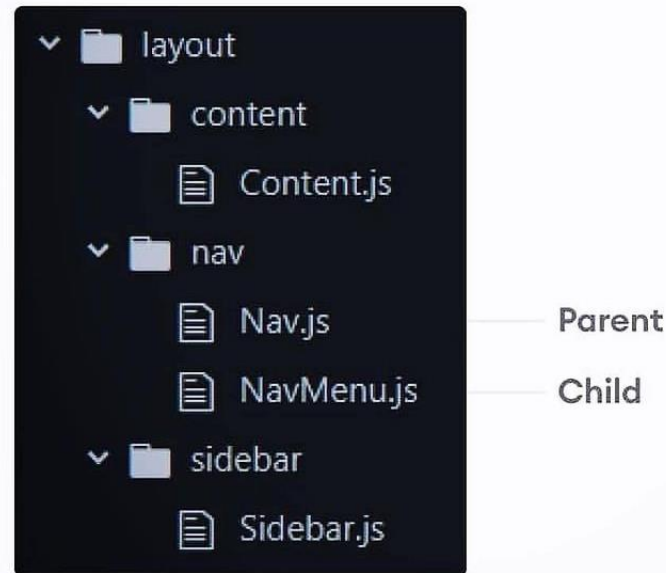 layout
content
Content.js
nav
Nav.js
Parent
NavMenu.js
Child
sidebar
Sidebar.js